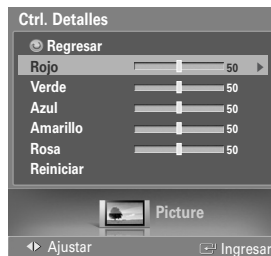 Ctrl. Detalles
Regresar
Rojo 50
Verde 50
Azul 50
Amarillo 50
Rosa 50
Reiniciar
Picture
Ajustar Ingresar